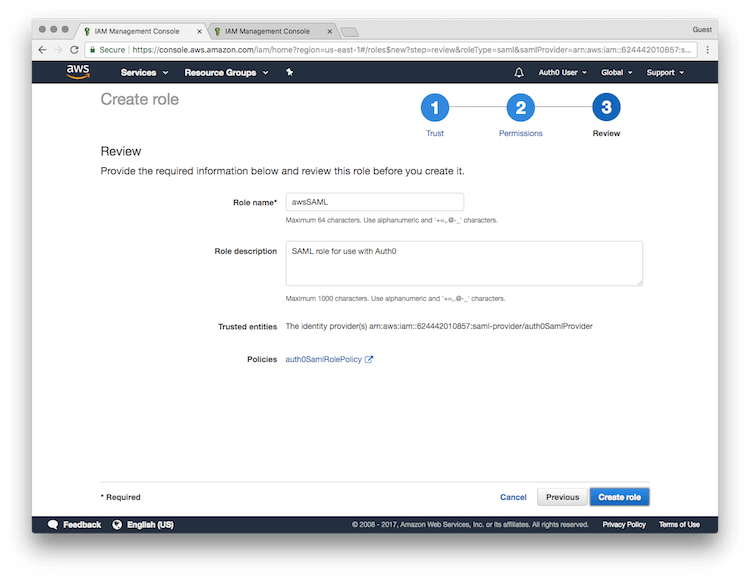 IAM Management Console
IAM Management Console
Guest
Secure https://console.aws.amazon.com/iam/home?region=us-east-1#/roles$new?step=review&roleType=saml&samlProvider=arn:aws:iam::624442010857:s...
aws Services Resource Groups Auth0 User Global Support
Create role
1 2 3
Trust Permissions Review
Review
Provide the required information below and review this role before you create it.
Role name* awsSAML
Maximum 64 characters. Use alphanumeric and '+=,.@-_' characters.
Role description SAML role for use with Auth0
Maximum 1000 characters. Use alphanumeric and '+=,.@-_' characters.
Trusted entities The identity provider(s) arn:aws:iam::624442010857:saml-provider/auth0SamlProvider
Policies auth0SamlRolePolicy
* Required Cancel Previous Create role
Feedback English (US) © 2008 - 2017, Amazon Web Services, Inc. or its affiliates. All rights reserved. Privacy Policy Terms of Use